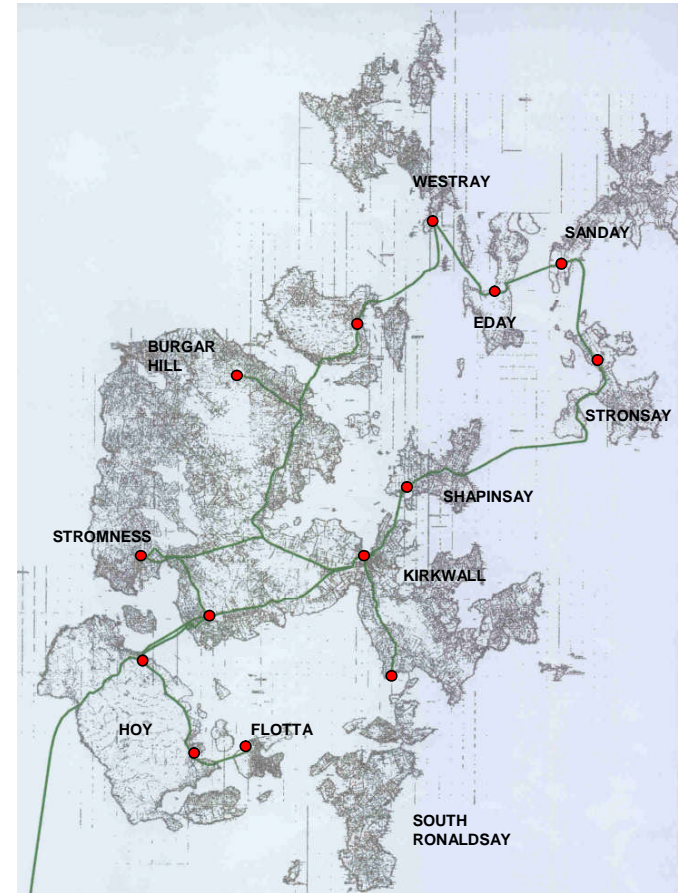 WESTRAY
SANDAY
EDAY
BURGAR
HILL
STRONSAY
SHAPINSAY
STROMNESS
KIRKWALL
HOY
FLOTTA
SOUTH
RONALDSAY